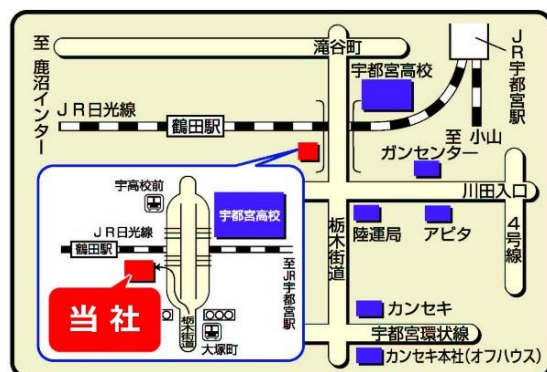 至 鹿沼インター
滝谷町
JR宇都宮駅
宇都宮高校
JR日光線
鶴田駅
至 小山
ガンセンター
川田入口
4号線
栃木街道
陸運局
アピタ
カンセキ
宇都宮環状線
カンセキ本社(オフハウス)
宇高校前
宇都宮高校
JR日光線
鶴田駅
至JR宇都宮駅
当社
栃木街道
大塚町